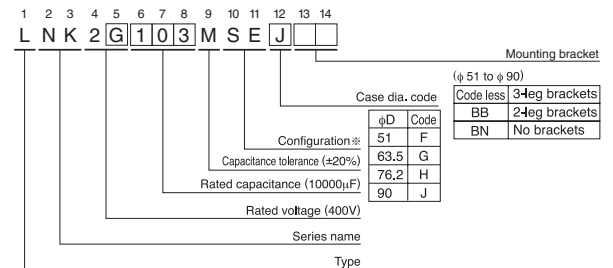 1 2 3 4 5 6 7 8 9 10 11 12 13 14
L N K 2 G 1 0 3 M S E J
Mounting bracket
(φ 51 to φ 90)
Code less 3-leg brackets
BB 2-leg brackets
BN No brackets
Case dia. code
φD Code
51 F
63.5 G
76.2 H
90 J
Configuration※
Capacitance tolerance (±20%)
Rated capacitance (10000µF)
Rated voltage (400V)
Series name
Type